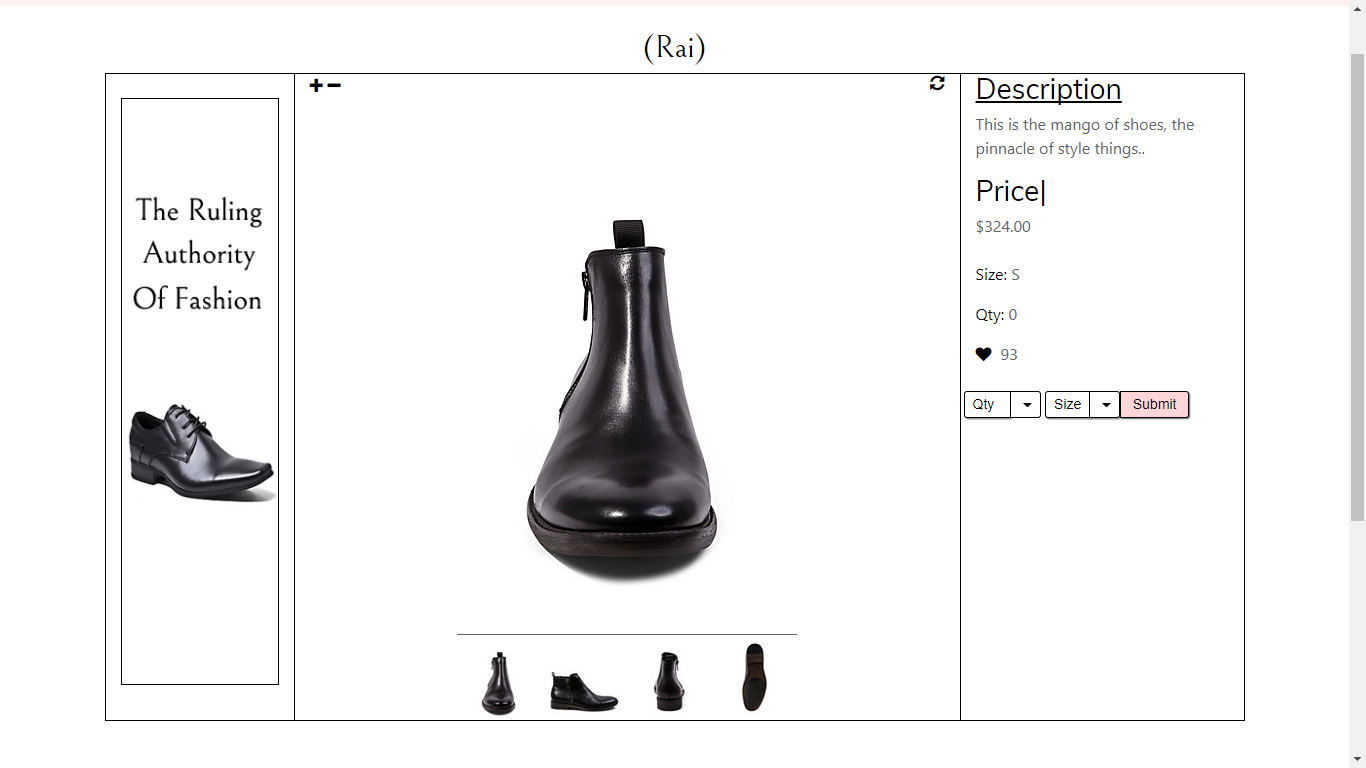 (Rai)
The Ruling
Authority
Of Fashion
Description
This is the mango of shoes, the
pinnacle of style things..
Price|
$324.00
Size: S
Qty: 0
93
Qty Size Submit